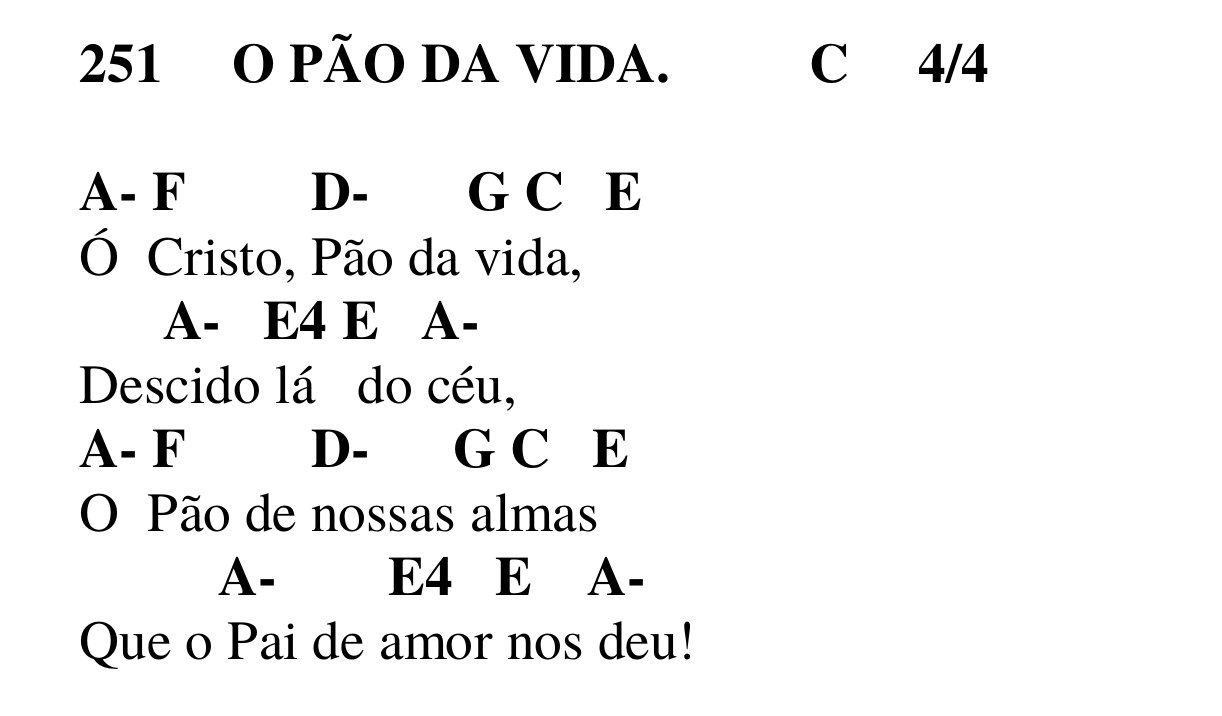 251 O PÃO DA VIDA. C 4/4
A- F D- G C E
Ó Cristo, Pão da vida,
A- E4 E A-
Descido lá do céu,
A- F D- G C E
O Pão de nossas almas
A- E4 E A-
Que o Pai de amor nos deu!